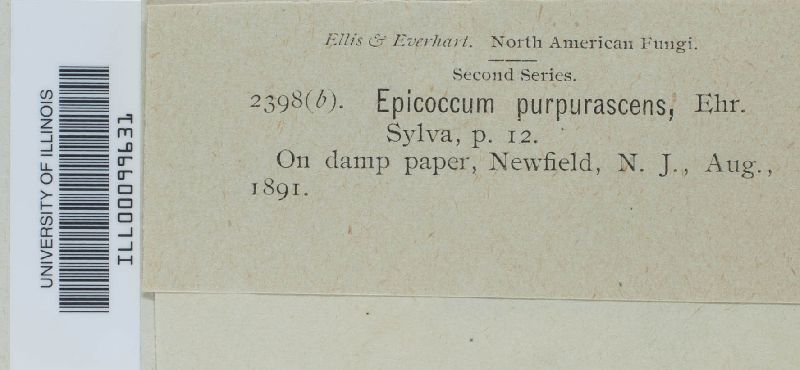 Ellis & Everhart. North American Fungi.
Second Series.
2398(b). Epicoccum purpurascens, Ehr.
Sylva, p. 12.
On damp paper, Newfield, N. J., Aug.,
1891.
UNIVERSITY OF ILLINOIS
ILL00099631